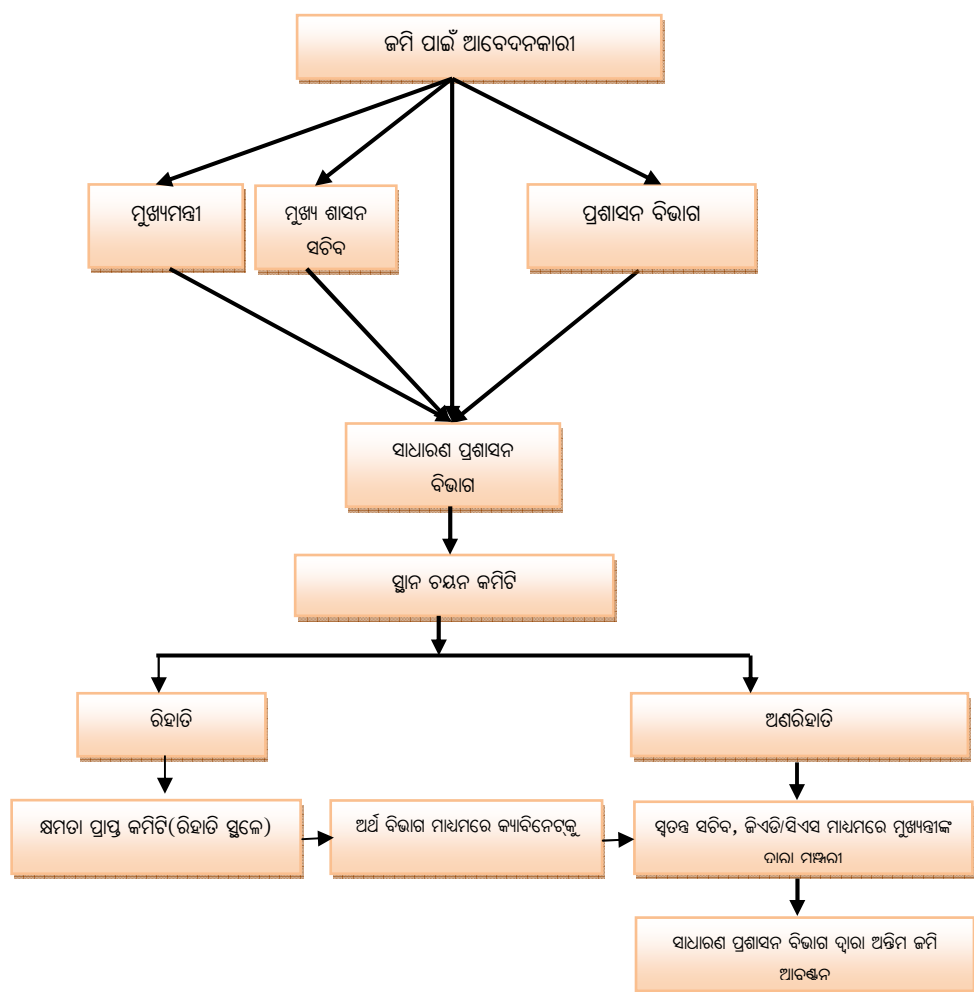 ଜମି ପାଇଁ ଆବେଦନକାରୀ
ମୁଖ୍ୟମନ୍ତ୍ରୀ
ମୁଖ୍ୟ ଶାସନ
ସଚିବ
ପ୍ରଶାସନ ବିଭାଗ
ସାଧାରଣ ପ୍ରଶାସନ
ବିଭାଗ
ସ୍ଥାନ ଚୟନ କମିଟି
ରିହାତି
ଅଣରିହାତି
କ୍ଷମତା ପ୍ରାପ୍ତ କମିଟି(ରିହାତି ସ୍ଥଳେ)
ଅର୍ଥ ବିଭାଗ ମାଧ୍ୟମରେ କ୍ୟାବିନେଟ୍‌କୁ
ସ୍ୱତନ୍ତ୍ର ସଚିବ, ଜିଏଡି/ସିଏସ ମାଧ୍ୟମରେ ମୁଖ୍ୟମନ୍ତ୍ରୀଙ୍କ
ଦ୍ୱାରା ମଞ୍ଜୁରୀ
ସାଧାରଣ ପ୍ରଶାସନ ବିଭାଗ ଦ୍ୱାରା ଅନ୍ତିମ ଜମି
ଆବଣ୍ଟନ